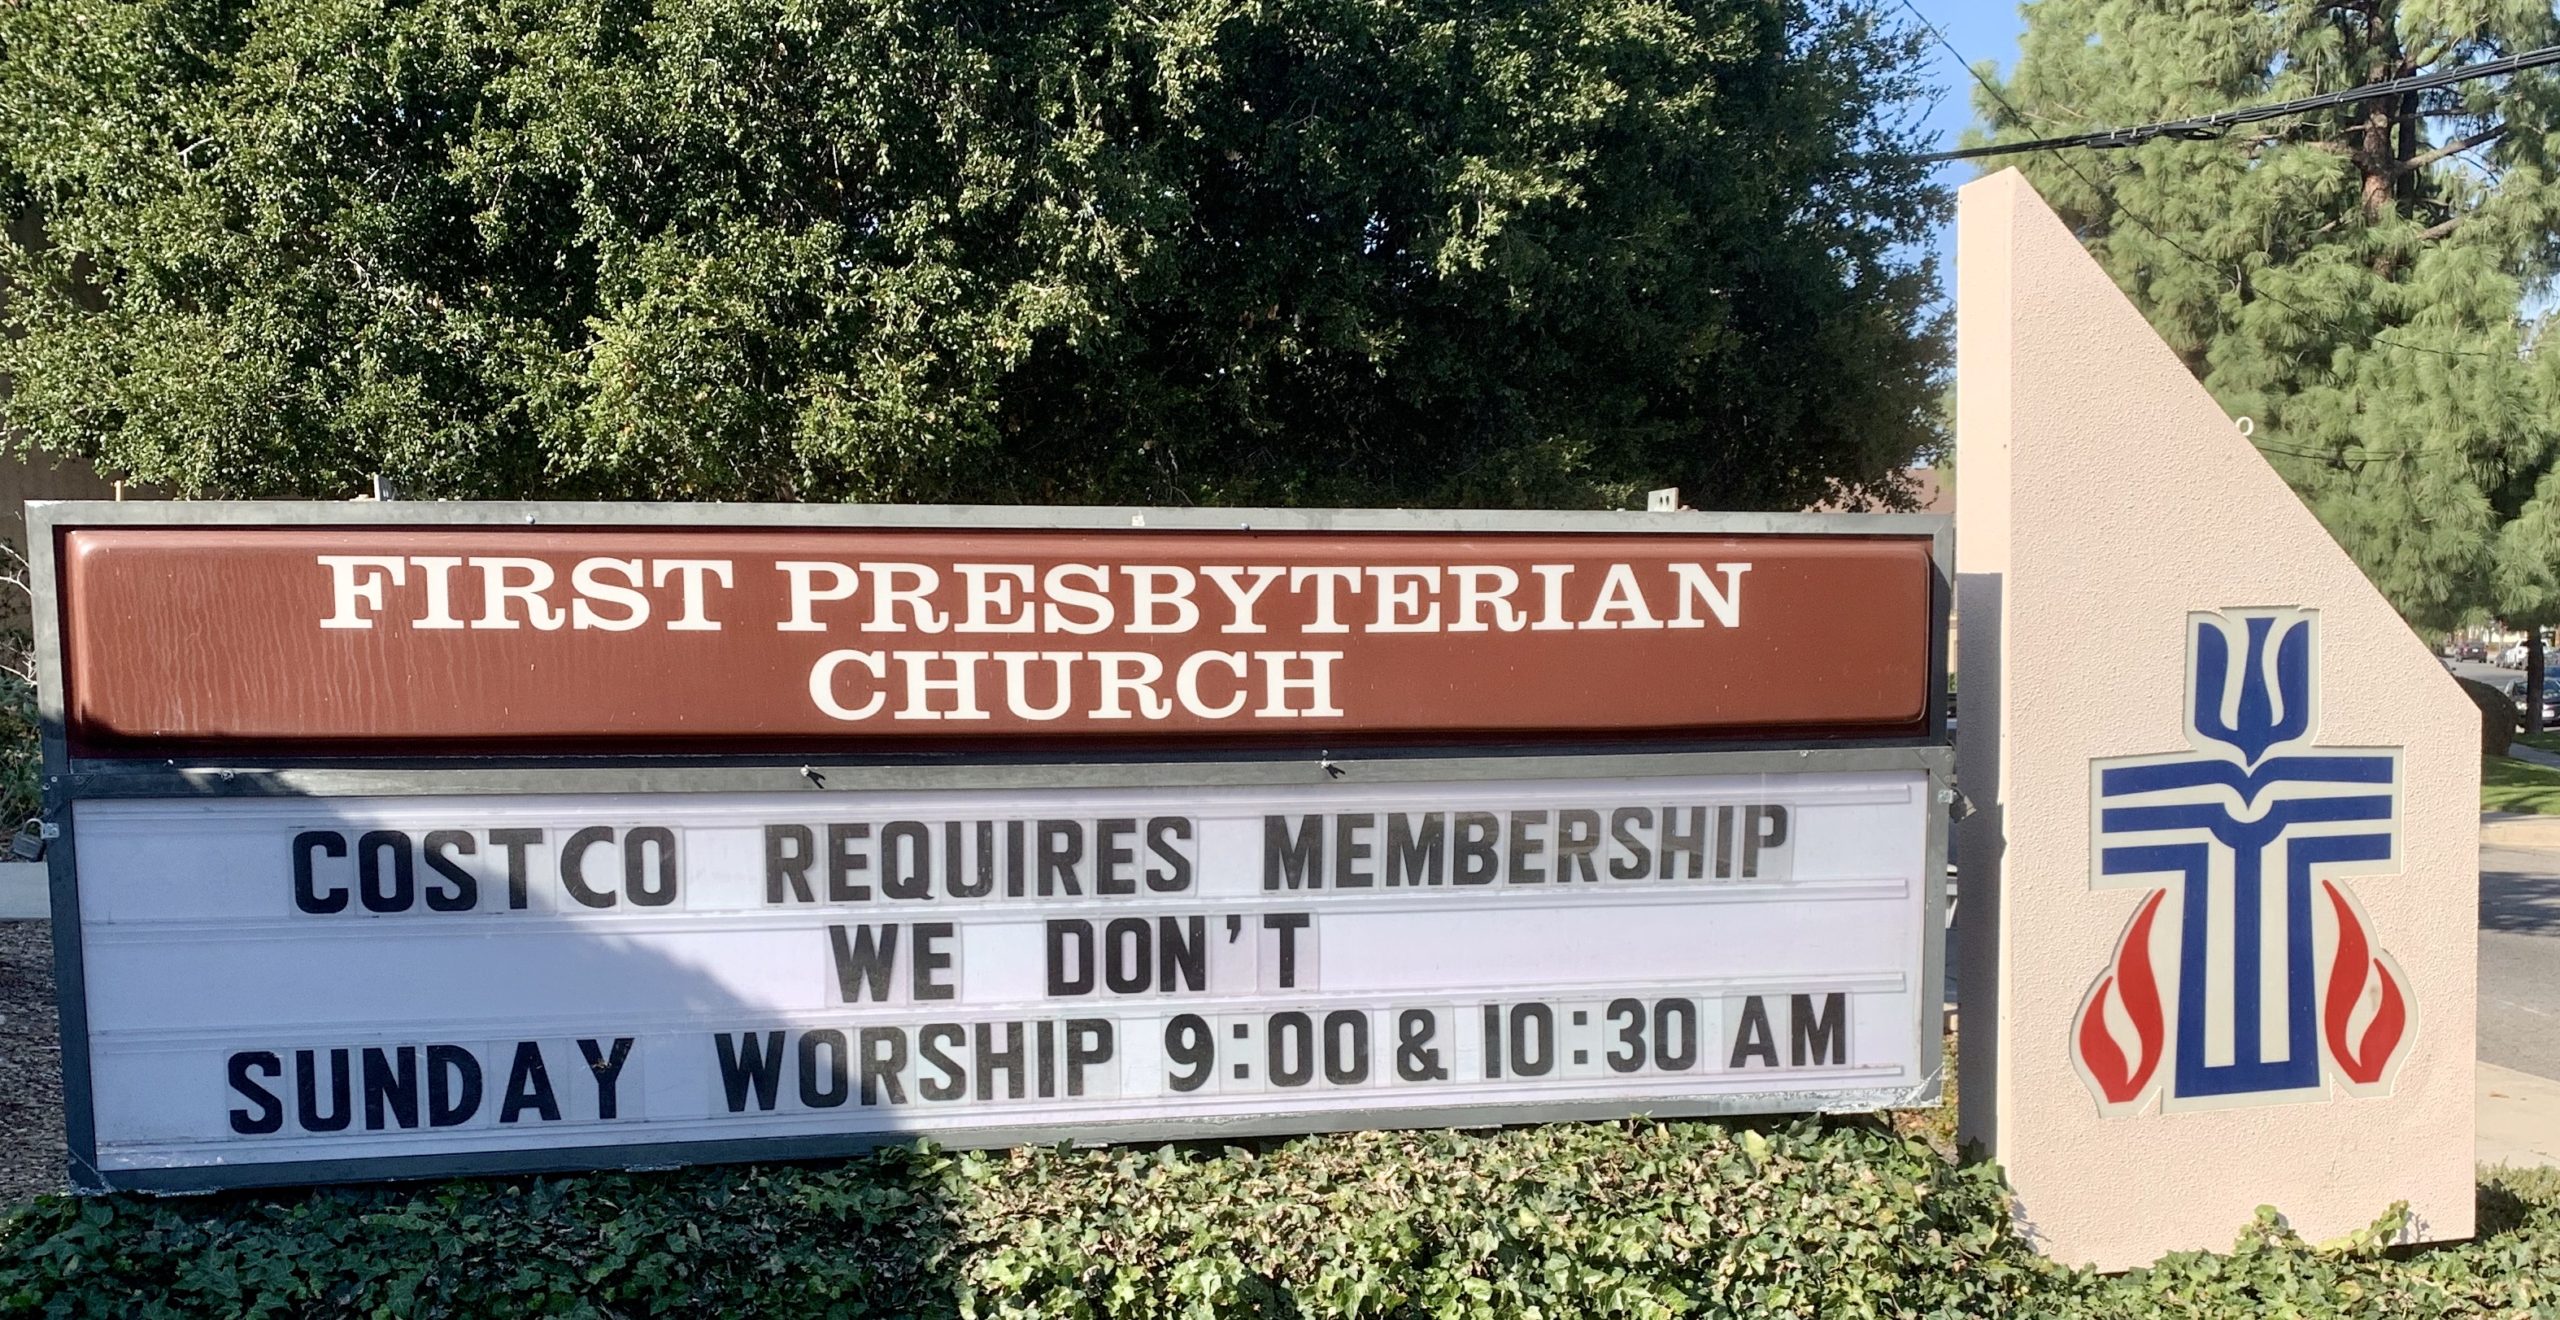 FIRST PRESBYTERIAN
CHURCH
COSTCO REQUIRES MEMBERSHIP
WE DON'T
SUNDAY WORSHIP 9:00 & 10:30 AM